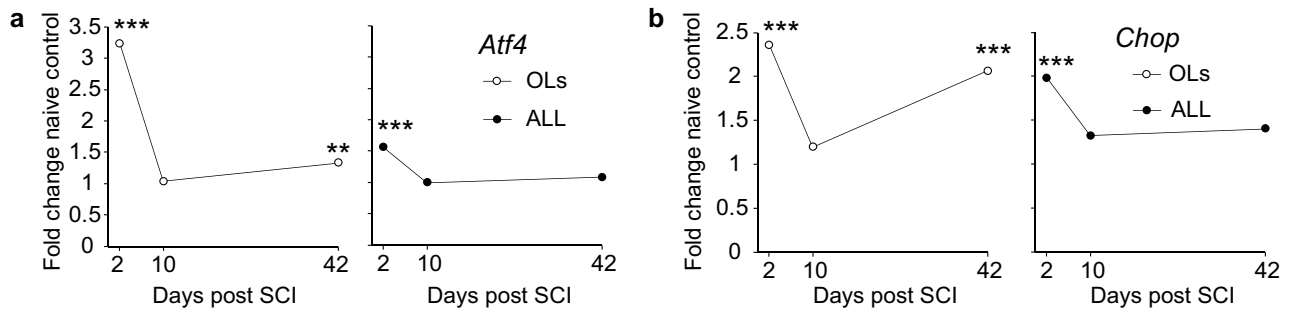 a
Fold change naive control
3.5
3
2.5
2
1.5
1
0.5
0
***
**
2 10 42
Days post SCI
***
Atf4
OLs
ALL
2 10 42
Days post SCI
b
Fold change naive control
2.5
2
1.5
1
0.5
0
***
***
2 10 42
Days post SCI
***
Chop
OLs
ALL
2 10 42
Days post SCI